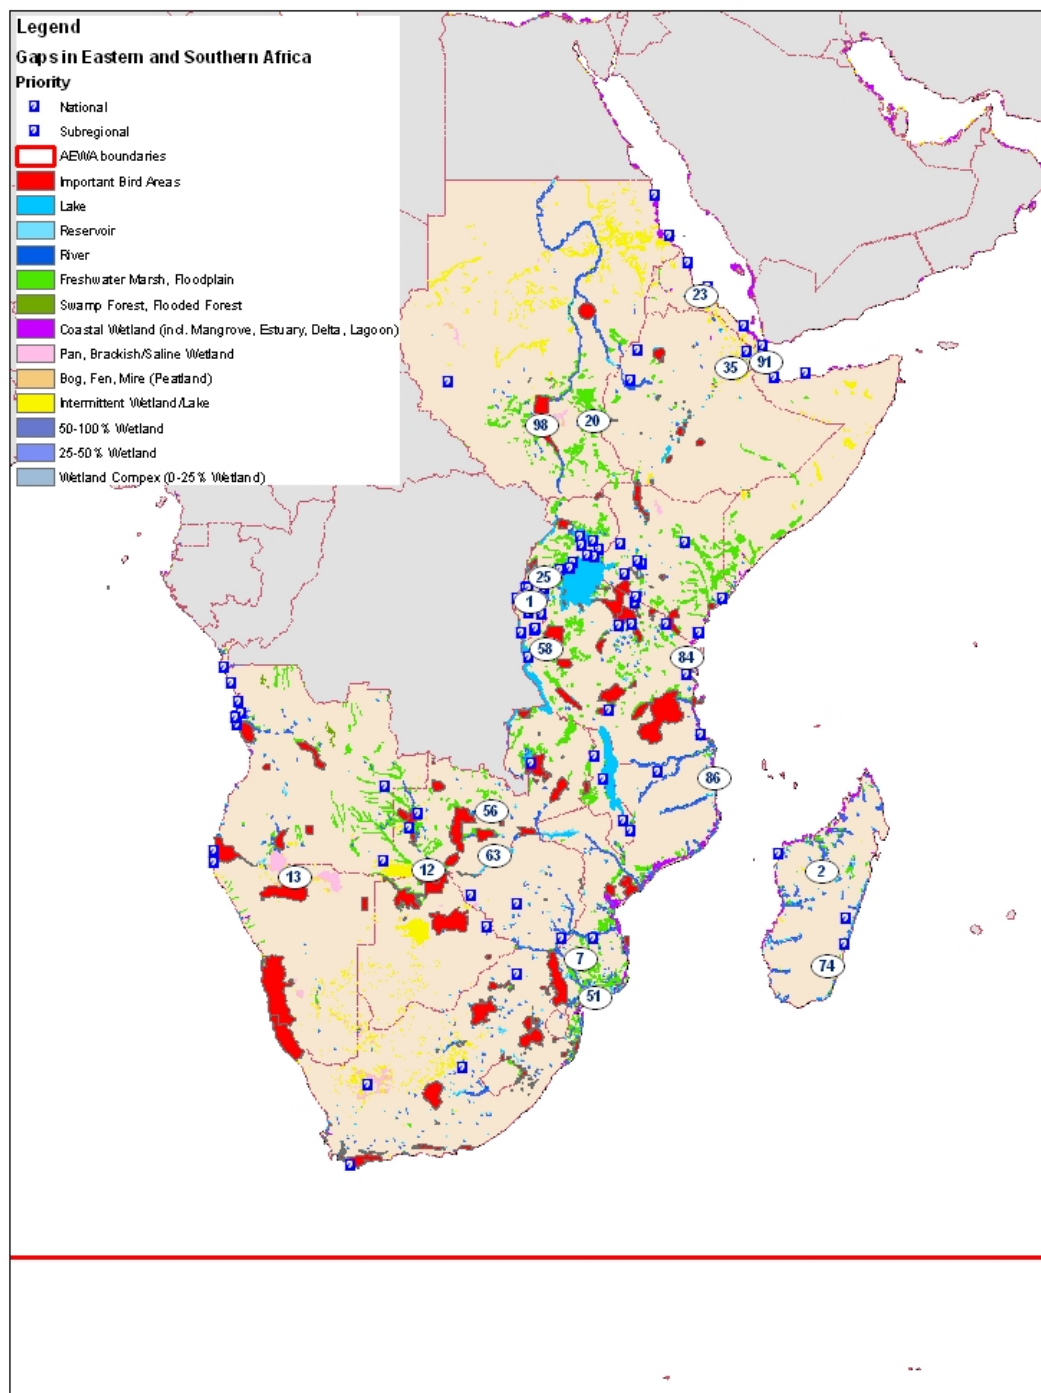 Legend
Gaps in Eastern and Southern Africa
Priority
National
Subregional
AEWA boundaries
Important Bird Areas
Lake
Reservoir
River
Freshwater Marsh, Floodplain
Swamp Forest, Flooded Forest
Coastal Wetland (incl. Mangrove, Estuary, Delta, Lagoon)
Pan, Brackish/Saline Wetland
Bog, Fen, Mire (Peatland)
Intermittent Wetland/Lake
50-100% Wetland
25-50% Wetland
Wetland Compex (0-25% Wetland)
23
35
91
98
20
25
1
58
84
86
56
63
12
13
2
7
74
51